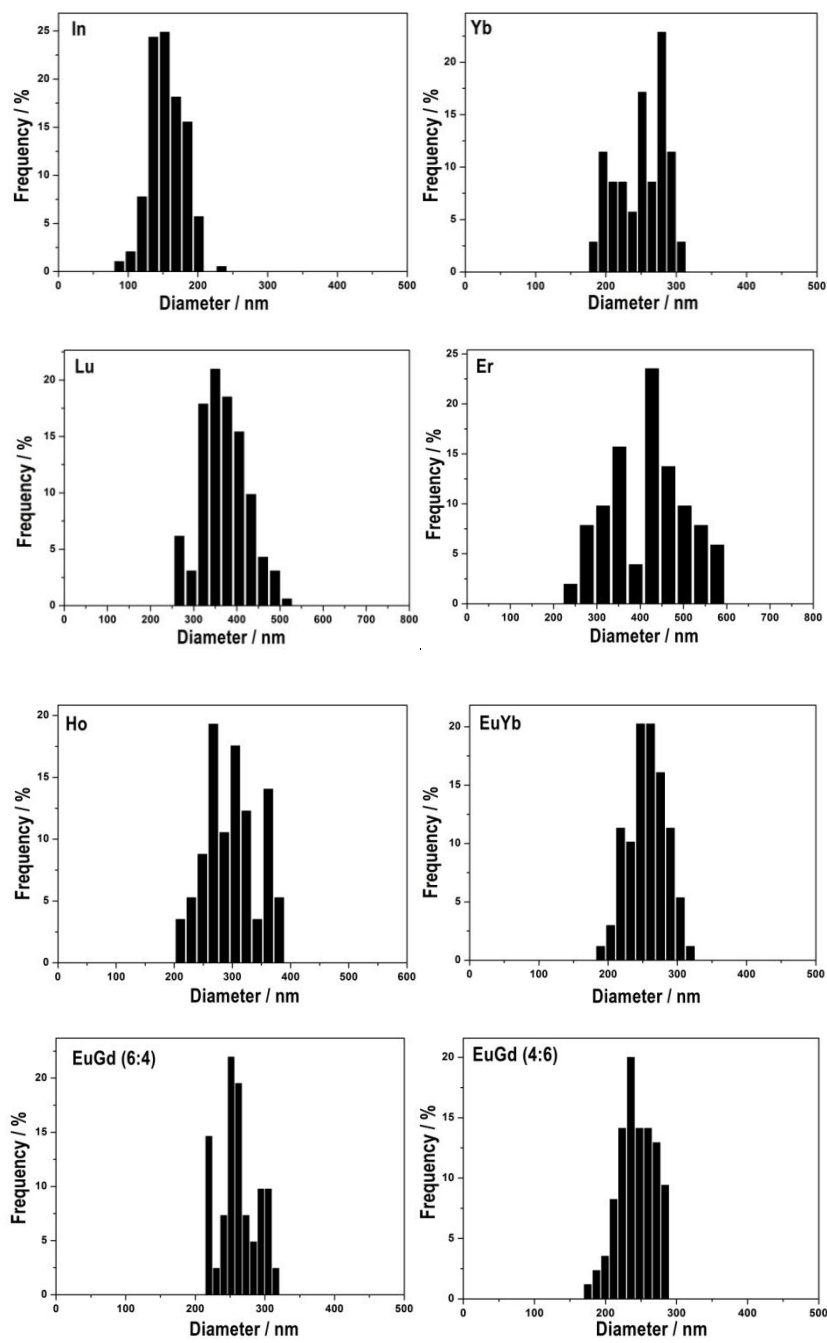 In
Frequency / %
25
20
15
10
5
0
0 100 200 300 400 500
Diameter / nm
Yb
Frequency / %
20
15
10
5
0
0 100 200 300 400 500
Diameter / nm
Lu
Frequency / %
20
15
10
5
0
0 100 200 300 400 500 600 700 800
Diameter / nm
Er
Frequency / %
25
20
15
10
5
0
0 100 200 300 400 500 600 700 800
Diameter / nm
Ho
Frequency / %
20
15
10
5
0
0 100 200 300 400 500 600
Diameter / nm
EuYb
Frequency / %
20
15
10
5
0
0 100 200 300 400 500
Diameter / nm
EuGd (6:4)
Frequency / %
20
15
10
5
0
0 100 200 300 400 500
Diameter / nm
EuGd (4:6)
Frequency / %
20
15
10
5
0
0 100 200 300 400 500
Diameter / nm